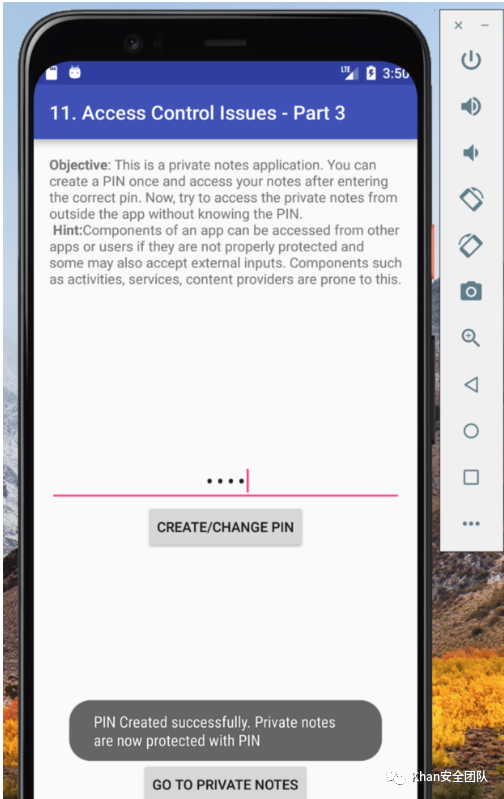 LTE 3:50
11. Access Control Issues - Part 3
Objective: This is a private notes application. You can
create a PIN once and access your notes after entering
the correct pin. Now, try to access the private notes from
outside the app without knowing the PIN.
Hint:Components of an app can be accessed from other
apps or users if they are not properly protected and
some may also accept external inputs. Components such
as activities, services, content providers are prone to this.
CREATE/CHANGE PIN
PIN Created successfully. Private notes
are now protected with PIN
GO TO PRIVATE NOTES
Khan安全团队